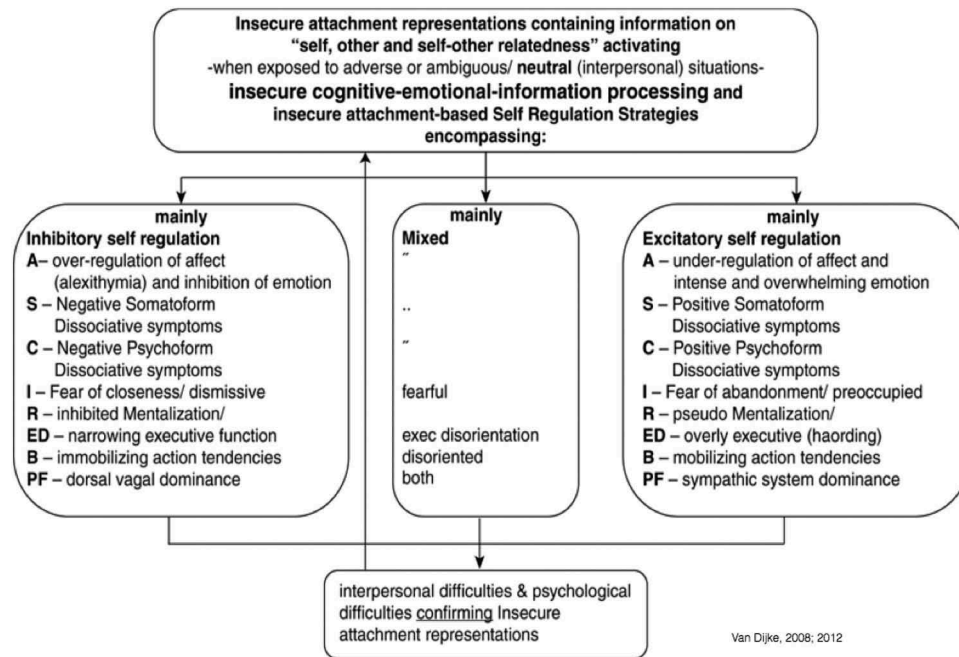 Insecure attachment representations containing information on
“self, other and self-other relatedness” activating
-when exposed to adverse or ambiguous/ neutral (interpersonal) situations-
insecure cognitive-emotional-information processing and
insecure attachment-based Self Regulation Strategies
encompassing:
mainly
Inhibitory self regulation
A– over-regulation of affect
(alexithymia) and inhibition of emotion
S – Negative Somatoform
Dissociative symptoms
C – Negative Psychoform
Dissociative symptoms
I – Fear of closeness/ dismissive
R – inhibited Mentalization/
ED – narrowing executive function
B – immobilizing action tendencies
PF – dorsal vagal dominance
mainly
Mixed
”
..
”
fearful
exec disorientation
disoriented
both
mainly
Excitatory self regulation
A – under-regulation of affect and
intense and overwhelming emotion
S – Positive Somatoform
Dissociative symptoms
C – Positive Psychoform
Dissociative symptoms
I – Fear of abandonment/ preoccupied
R – pseudo Mentalization/
ED – overly executive (haording)
B – mobilizing action tendencies
PF – sympathic system dominance
interpersonal difficulties & psychological
difficulties confirming Insecure
attachment representations
Van Dijke, 2008; 2012